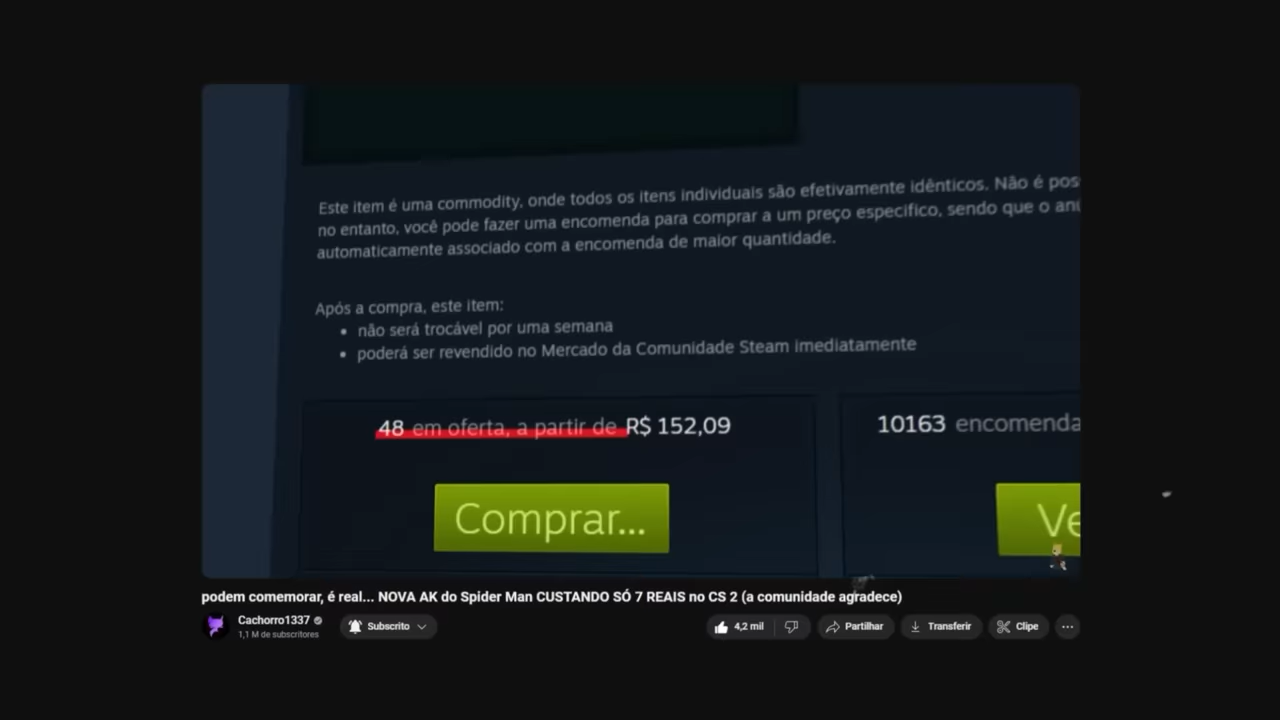 Este item é uma commodity, onde todos os itens individuais são efetivamente idênticos. Não é pos
no entanto, você pode fazer uma encomenda para comprar a um preço específico, sendo que o anú
automaticamente associado com a encomenda de maior quantidade.
Após a compra, este item:
• não será trocável por uma semana
• poderá ser revendido no Mercado da Comunidade Steam imediatamente
48 em oferta, a partir de R$ 152,09
10163 encomenda
Comprar...
Ve
podem comemorar, é real... NOVA AK do Spider Man CUSTANDO SÓ 7 REAIS no CS 2 (a comunidade agradece)
Cachorro1337
1,1 M de subscritores
Subscrito
4,2 mil
Partilhar
Transferir
Clipe